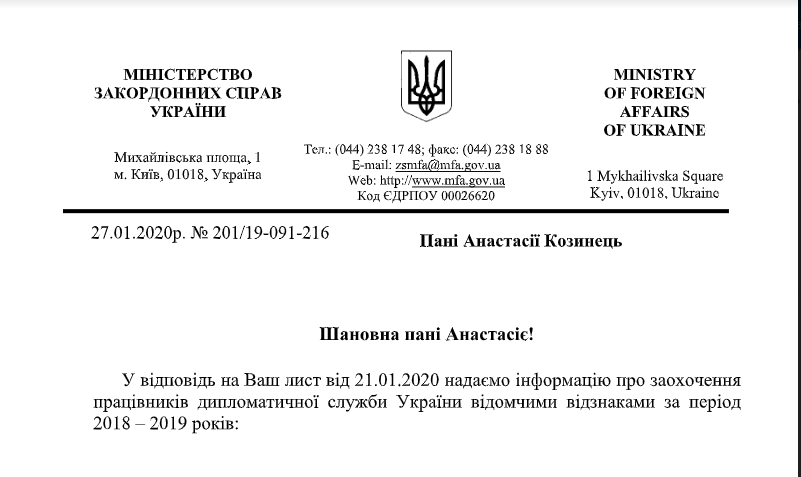 МІНІСТЕРСТВО
ЗАКОРДОННИХ СПРАВ
УКРАЇНИ
Михайлівська площа, 1
м. Київ, 01018, Україна
Тел.: (044) 238 17 48; факс: (044) 238 18 88
E-mail: zsmfa@mfa.gov.ua
Web: http://www.mfa.gov.ua
Код ЄДРПОУ 00026620
MINISTRY
OF FOREIGN
AFFAIRS
OF UKRAINE
1 Mykhailivska Square
Kyiv, 01018, Ukraine
27.01.2020р. № 201/19-091-216
Пані Анастасії Козинець
Шановна пані Анастасіє!
У відповідь на Ваш лист від 21.01.2020 надаємо інформацію про заохочення
працівників дипломатичної служби України відомчими відзнаками за період
2018 – 2019 років: